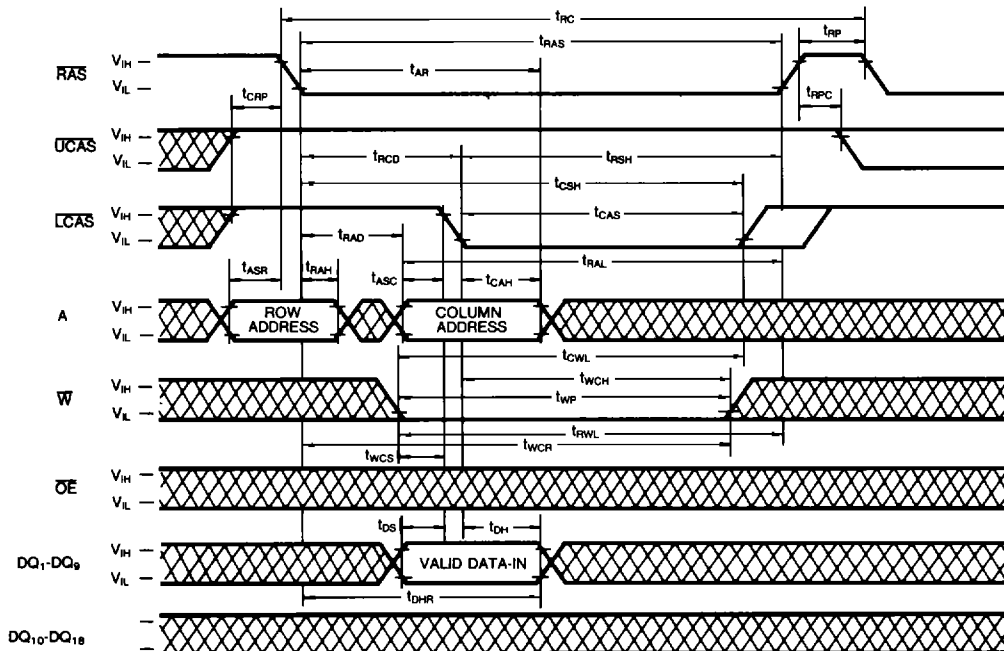 tRC
tRAS
tRP
tAR
RAS VIH
VIL
tCRP
tRPC
UCAS VIH
VIL
tRCD
tRSH
tCSH
LCAS VIH
VIL
tCAS
tRAD
tRAL
tASR
tRAH
tASC
tCAH
A VIH
VIL
ROW ADDRESS
COLUMN ADDRESS
tCWL
tWCH
W VIH
VIL
tWP
tRWL
tWCR
tWCS
OE VIH
VIL
tDS
tDH
DQ1-DQ9 VIH
VIL
VALID DATA-IN
tDHR
DQ10-DQ18